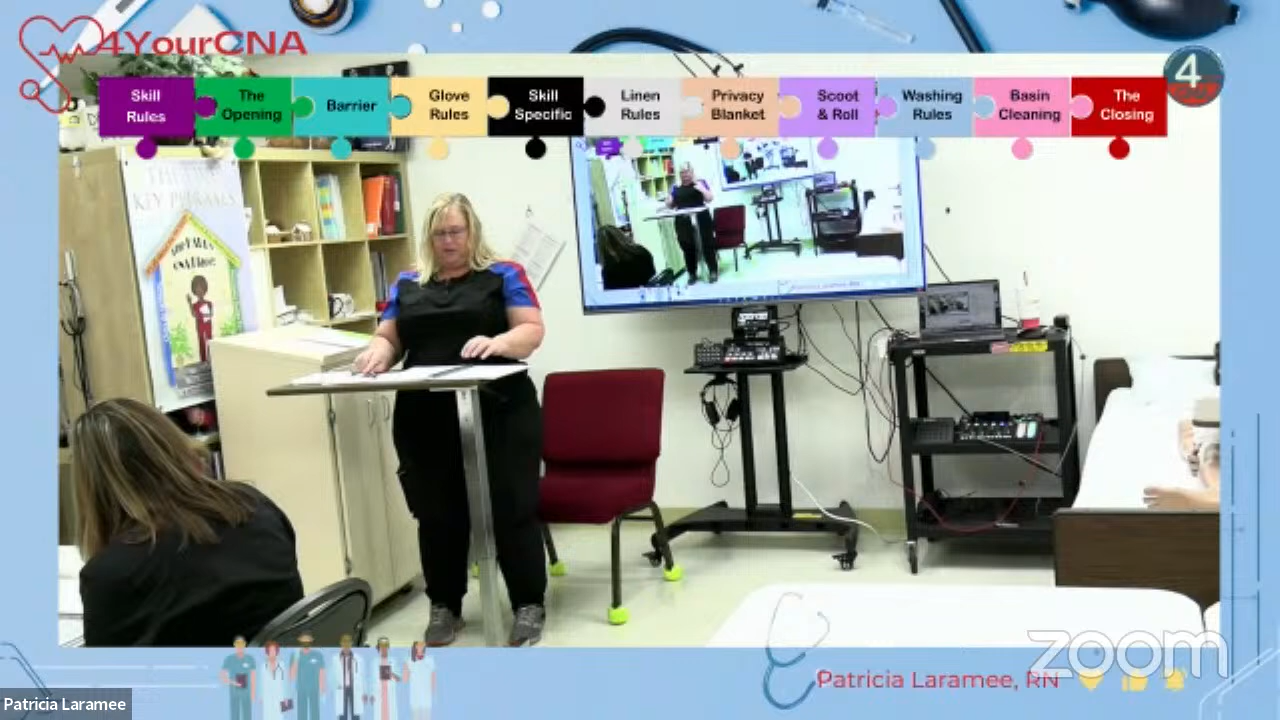 4YourCNA
Skill
Rules
The
Opening
Barrier
Glove
Rules
Skill
Specific
Linen
Rules
Privacy
Blanket
Scoot
& Roll
Washing
Rules
Basin
Cleaning
The
Closing
4
KEY PHRASES
zoom
Patricia Laramee, RN
Patricia Laramee